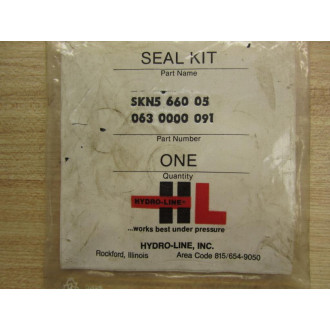 SEAL KIT
Part Name
SKN5 660 05
063 0000 091
Part Number
ONE
Quantity
HYDRO-LINE® HL
...works best under pressure
HYDRO-LINE, INC.
Rockford, Illinois Area Code 815/654-9050